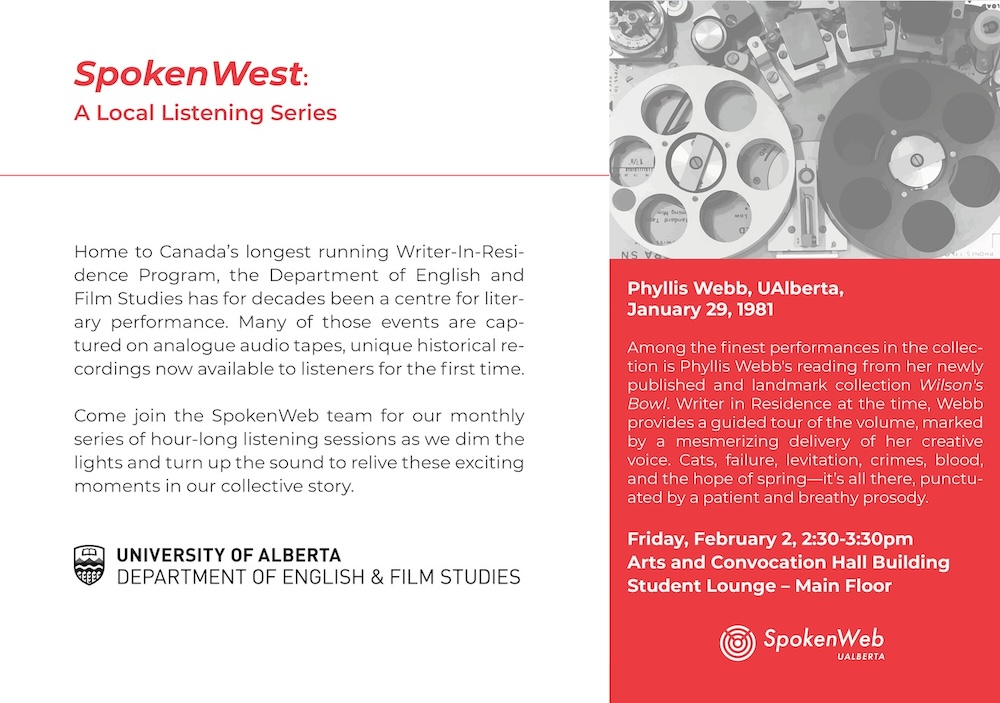 SpokenWest:
A Local Listening Series
Home to Canada's longest running Writer-In-Resi-
dence Program, the Department of English and
Film Studies has for decades been a centre for liter-
ary performance. Many of those events are cap-
tured on analogue audio tapes, unique historical re-
cordings now available to listeners for the first time.
Come join the SpokenWeb team for our monthly
series of hour-long listening sessions as we dim the
lights and turn up the sound to relive these exciting
moments in our collective story.
UNIVERSITY OF ALBERTA
DEPARTMENT OF ENGLISH & FILM STUDIES
Phyllis Webb, UAlberta,
January 29, 1981
Among the finest performances in the collec-
tion is Phyllis Webb's reading from her newly
published and landmark collection Wilson's
Bowl. Writer in Residence at the time, Webb
provides a guided tour of the volume, marked
by a mesmerizing delivery of her creative
voice. Cats, failure, levitation, crimes, blood,
and the hope of spring—it's all there, punctu-
ated by a patient and breathy prosody.
Friday, February 2, 2:30-3:30pm
Arts and Convocation Hall Building
Student Lounge – Main Floor
SpokenWeb
UALBERTA